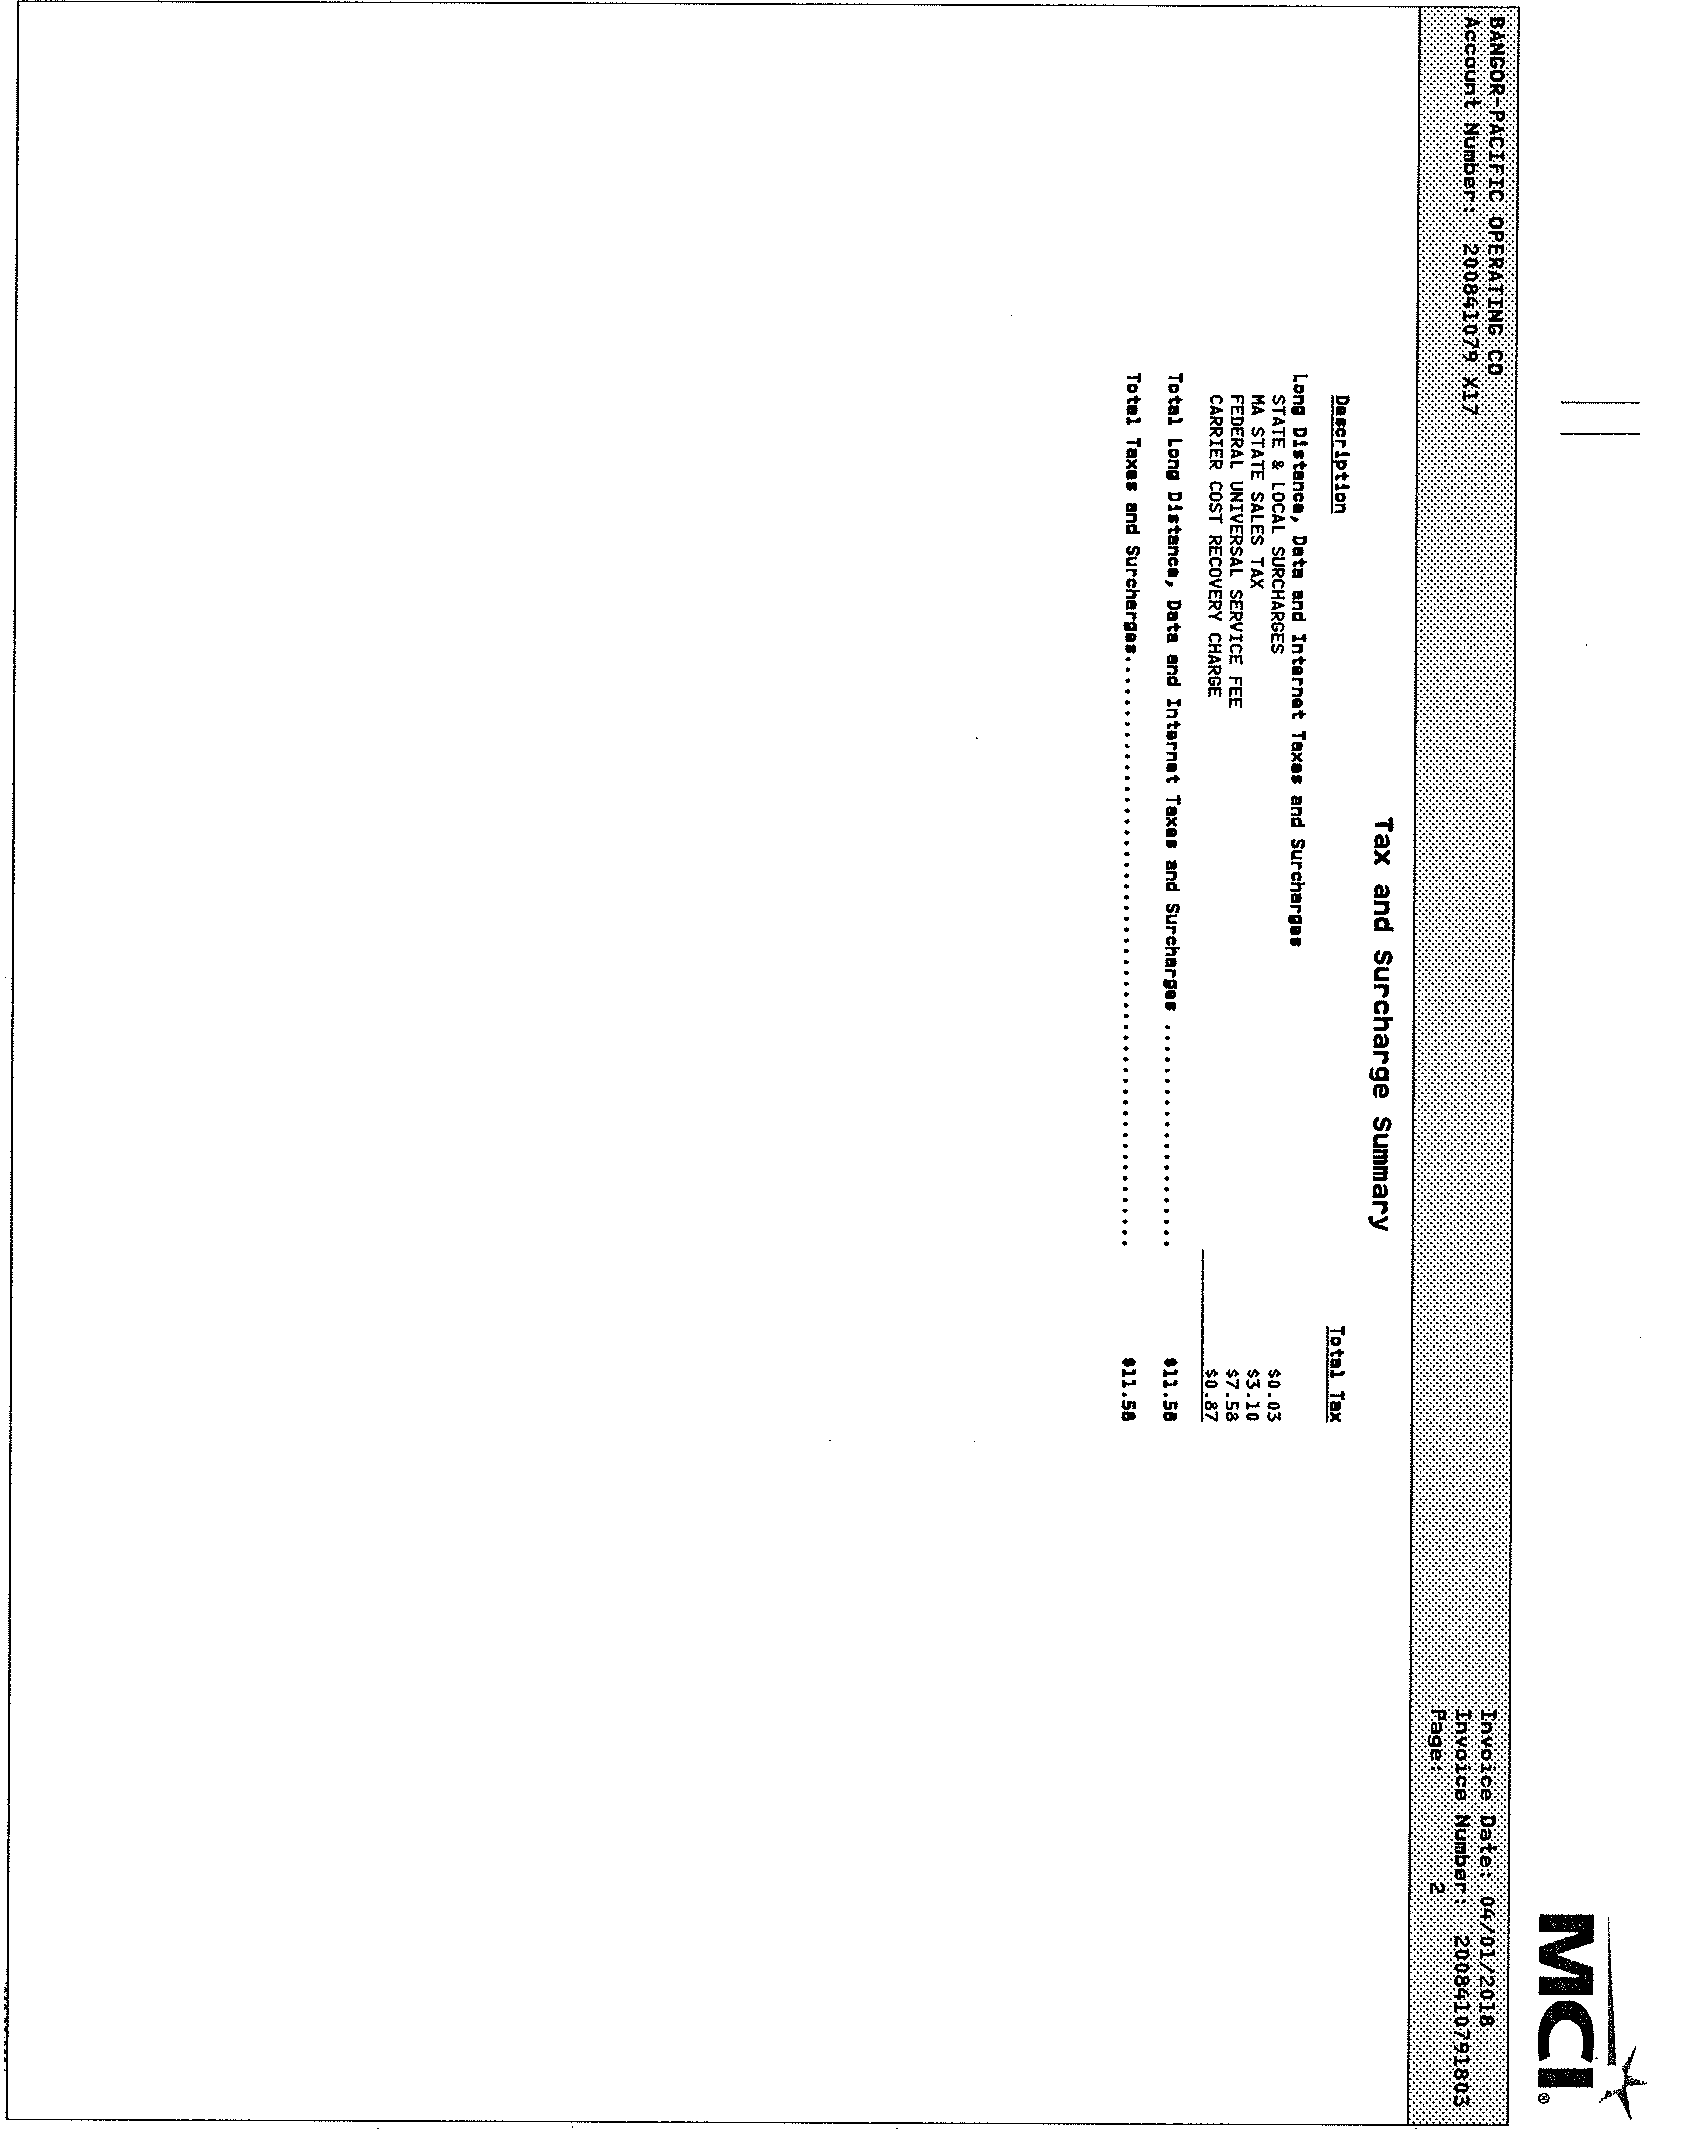 MCI®
BANGOR-PACIFIC OPERATING CO
Account Number: 200841079 X17
Invoice Date: 04/01/2018
Invoice Number: 2008410791803
Page: 2
Tax and Surcharge Summary
Description Total Tax
Long Distance, Data and Internet Taxes and Surcharges
STATE & LOCAL SURCHARGES $0.03
MA STATE SALES TAX $3.10
FEDERAL UNIVERSAL SERVICE FEE $7.58
CARRIER COST RECOVERY CHARGE $0.87
Total Long Distance, Data and Internet Taxes and Surcharges .................... $11.58
Total Taxes and Surcharges...................................................... $11.58